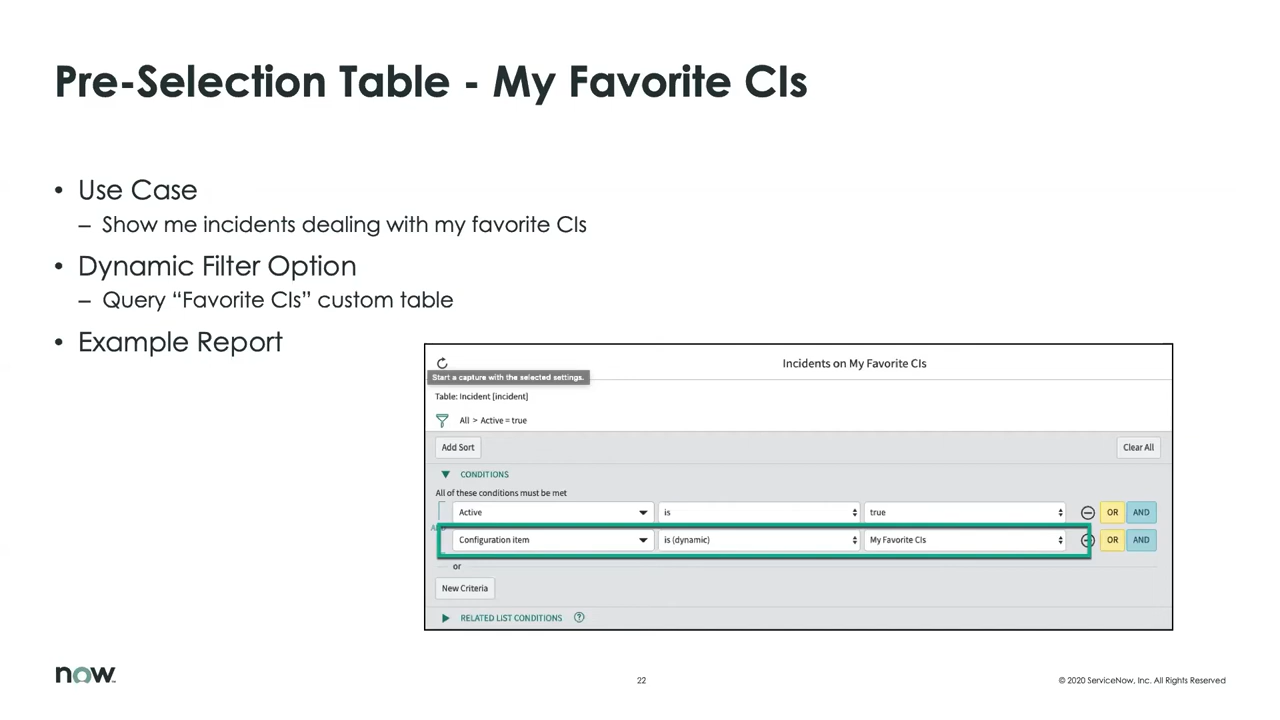 Pre-Selection Table - My Favorite CIs
• Use Case
– Show me incidents dealing with my favorite CIs
• Dynamic Filter Option
– Query “Favorite CIs” custom table
• Example Report
Incidents on My Favorite CIs
Start a capture with the selected settings.
Table: Incident [incident]
All > Active = true
Add Sort
Clear All
CONDITIONS
All of these conditions must be met
Active is true OR AND
Configuration item is (dynamic) My Favorite CIs OR AND
or
New Criteria
RELATED LIST CONDITIONS ?
now
22
© 2020 ServiceNow, Inc. All Rights Reserved